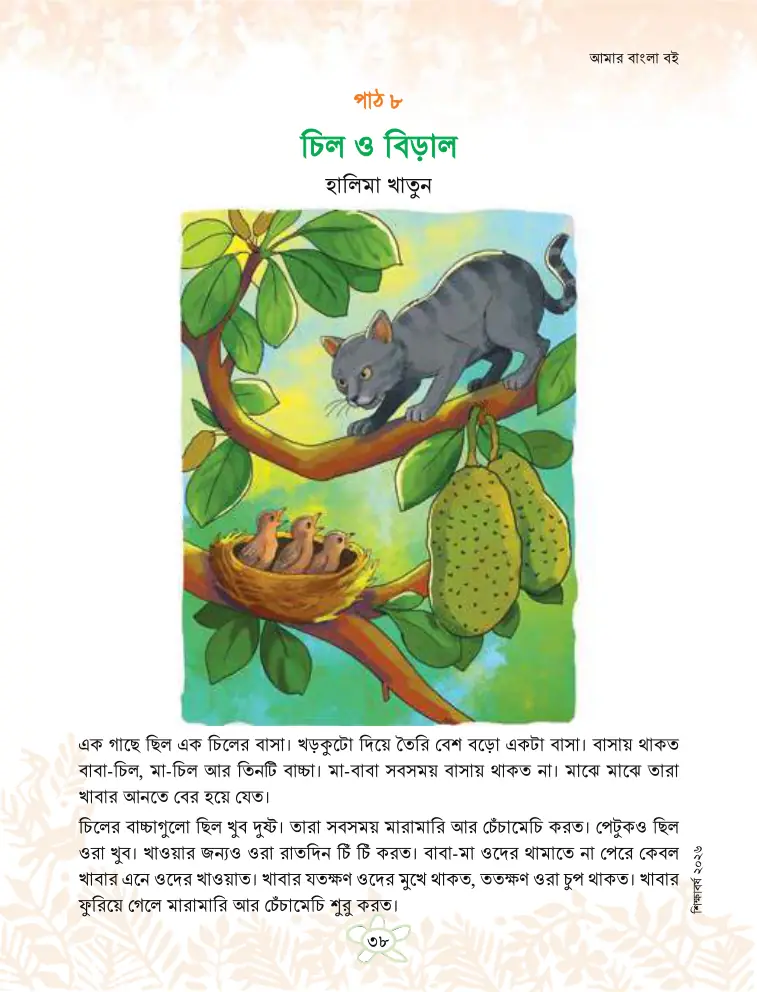 আমার বাংলা বই
পাঠ ৮
চিল ও বিড়াল
হালিমা খাতুন
এক গাছে ছিল এক চিলের বাসা। খড়কুটো দিয়ে তৈরি বেশ বড়ো একটা বাসা। বাসায় থাকত
বাবা-চিল, মা-চিল আর তিনটি বাচ্চা। মা-বাবা সবসময় বাসায় থাকত না। মাঝে মাঝে তারা
খাবার আনতে বের হয়ে যেত।
চিলের বাচ্চাগুলো ছিল খুব দুষ্ট। তারা সবসময় মারামারি আর চেঁচামেচি করত। পেটুকও ছিল
ওরা খুব। খাওয়ার জন্যও ওরা রাতদিন চিঁ চিঁ করত। বাবা-মা ওদের থামাতে না পেরে কেবল
খাবার এনে ওদের খাওয়াত। খাবার যতক্ষণ ওদের মুখে থাকত, ততক্ষণ ওরা চুপ থাকত। খাবার
ফুরিয়ে গেলে মারামারি আর চেঁচামেচি শুরু করত।
শিক্ষাবর্ষ ২০২৬
৩৮